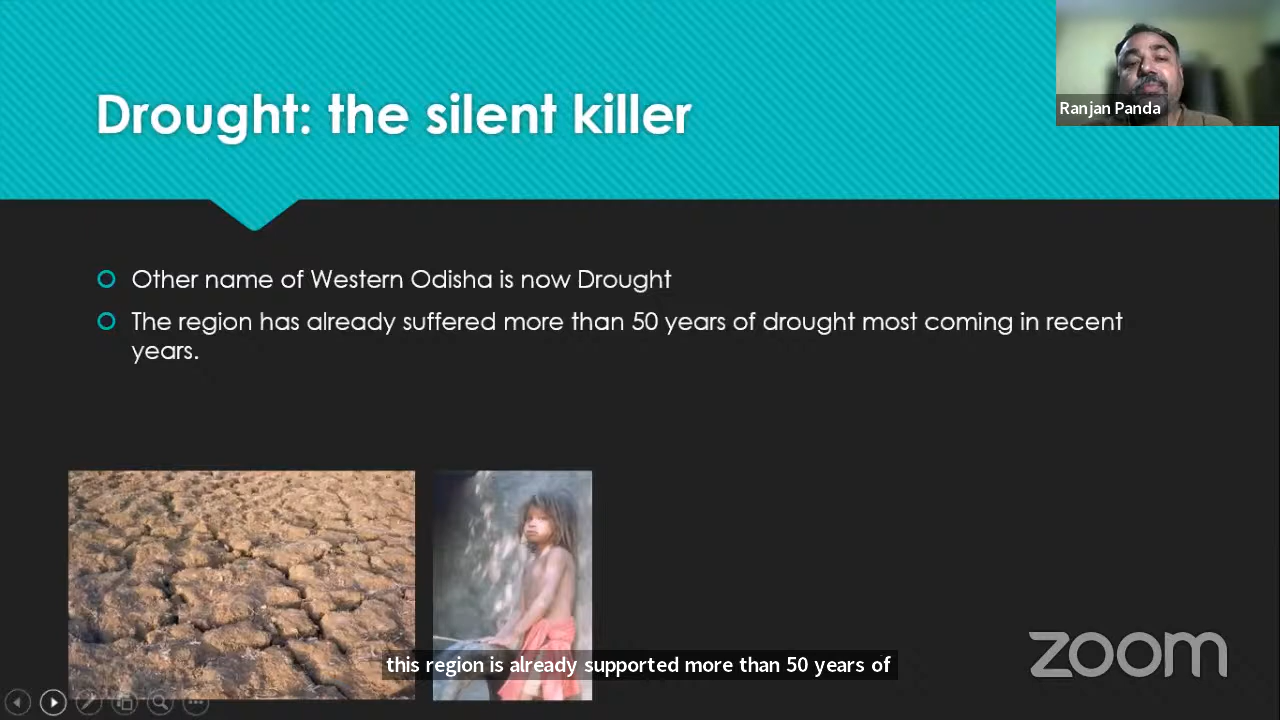 Drought: the silent killer
Ranjan Panda
Other name of Western Odisha is now Drought
The region has already suffered more than 50 years of drought most coming in recent
years.
this region is already supported more than 50 years of
zoom